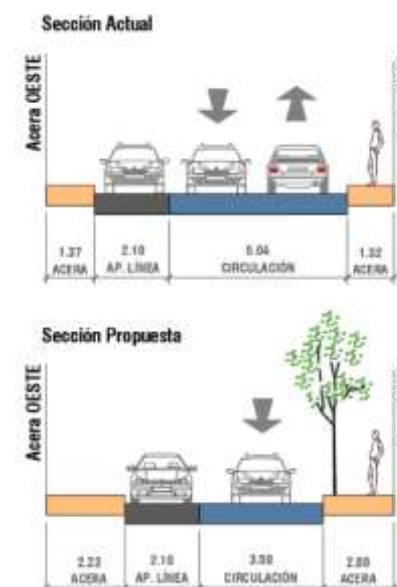 Sección Actual
Acera OESTE
1.37 2.10 5.04 1.32
ACERA AP. LÍNEA CIRCULACIÓN ACERA
Sección Propuesta
Acera OESTE
2.23 2.10 3.50 2.00
ACERA AP. LÍNEA CIRCULACIÓN ACERA